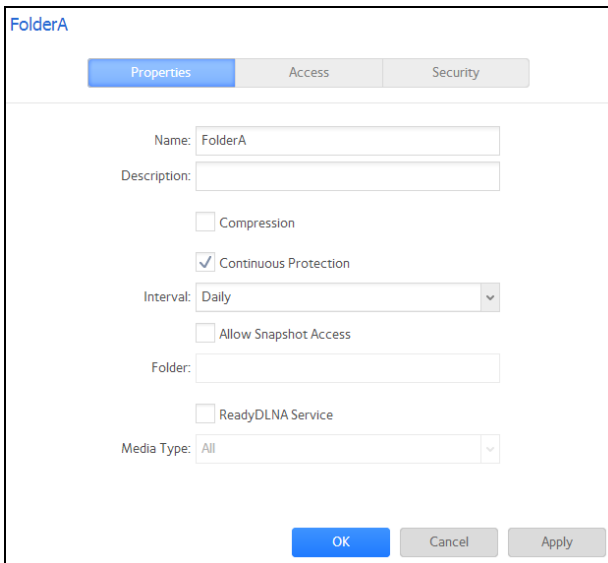 FolderA
Properties Access Security
Name: FolderA
Description:
Compression
Continuous Protection
Interval: Daily
Allow Snapshot Access
Folder:
ReadyDLNA Service
Media Type: All
OK Cancel Apply